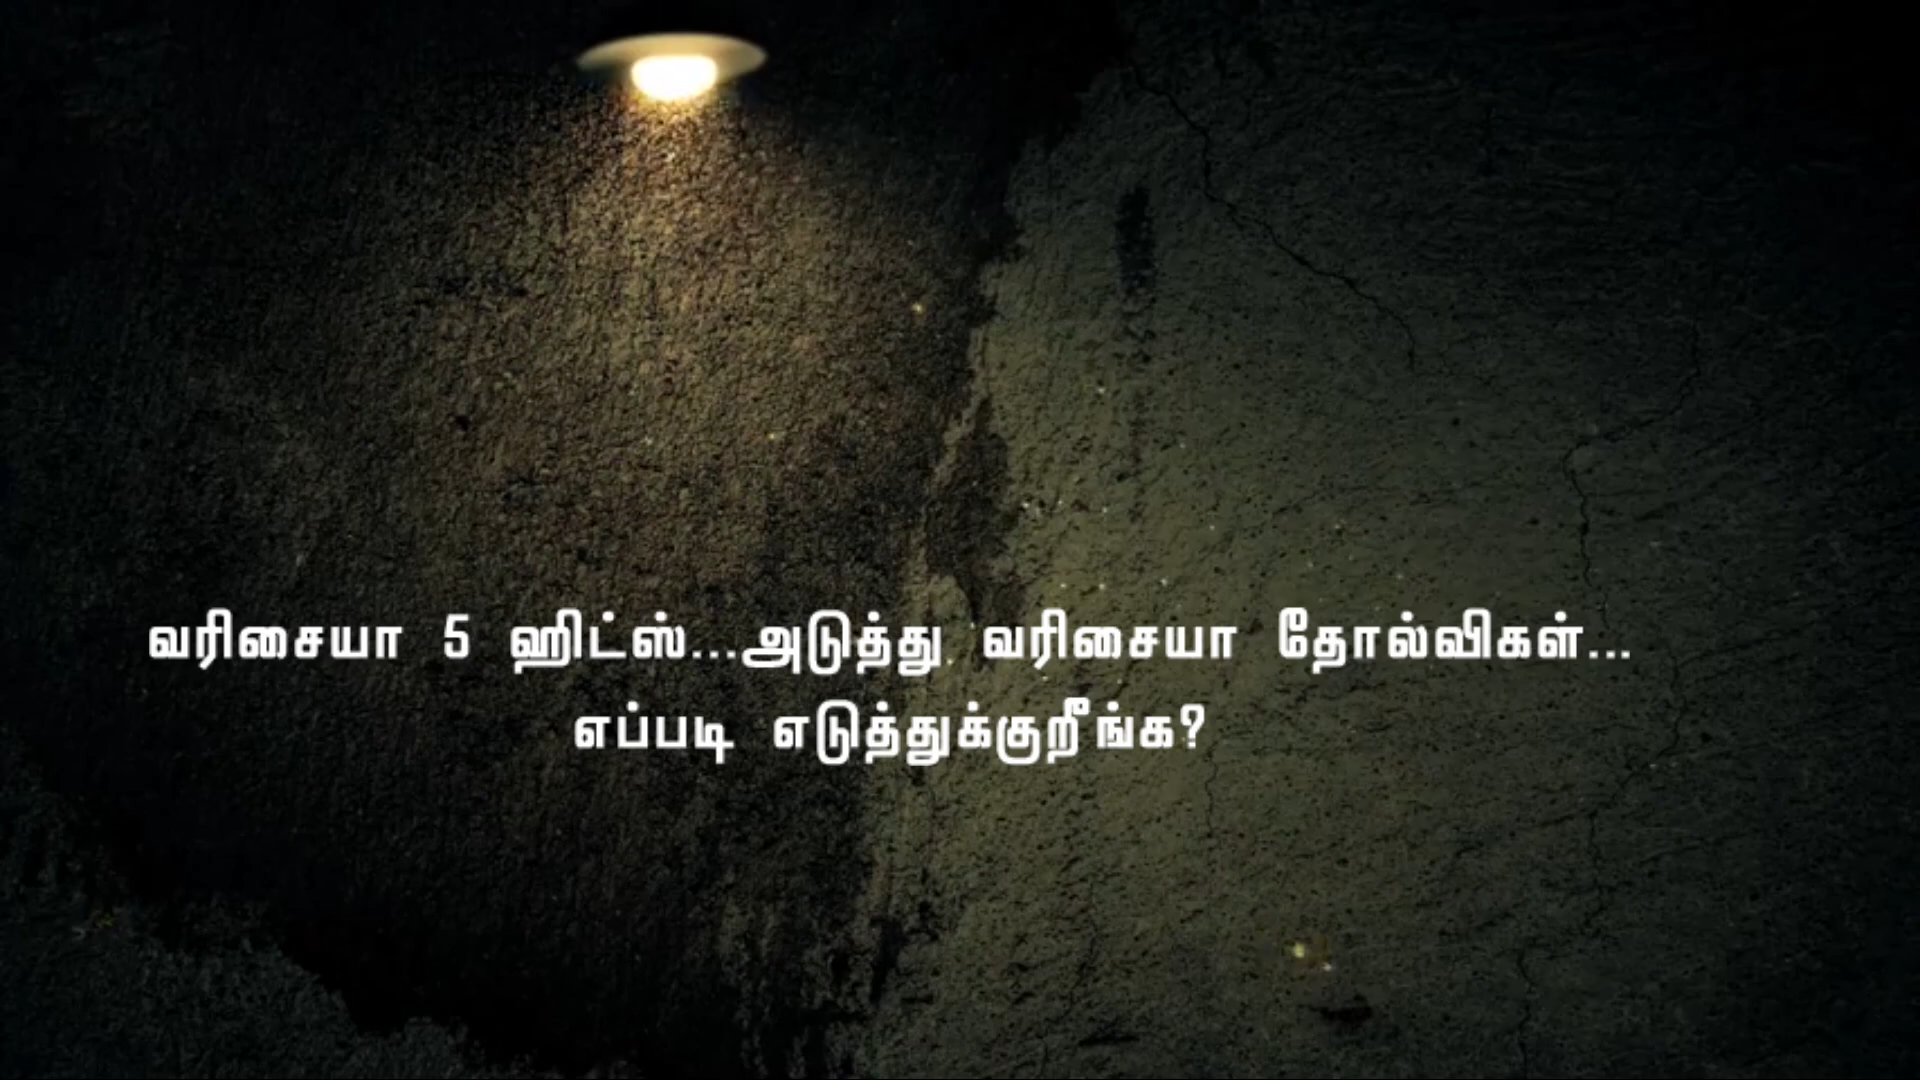 வரிசையா 5 ஹிட்ஸ்...அடுத்து வரிசையா தோல்விகள்...
எப்படி எடுத்துக்குறீங்க?